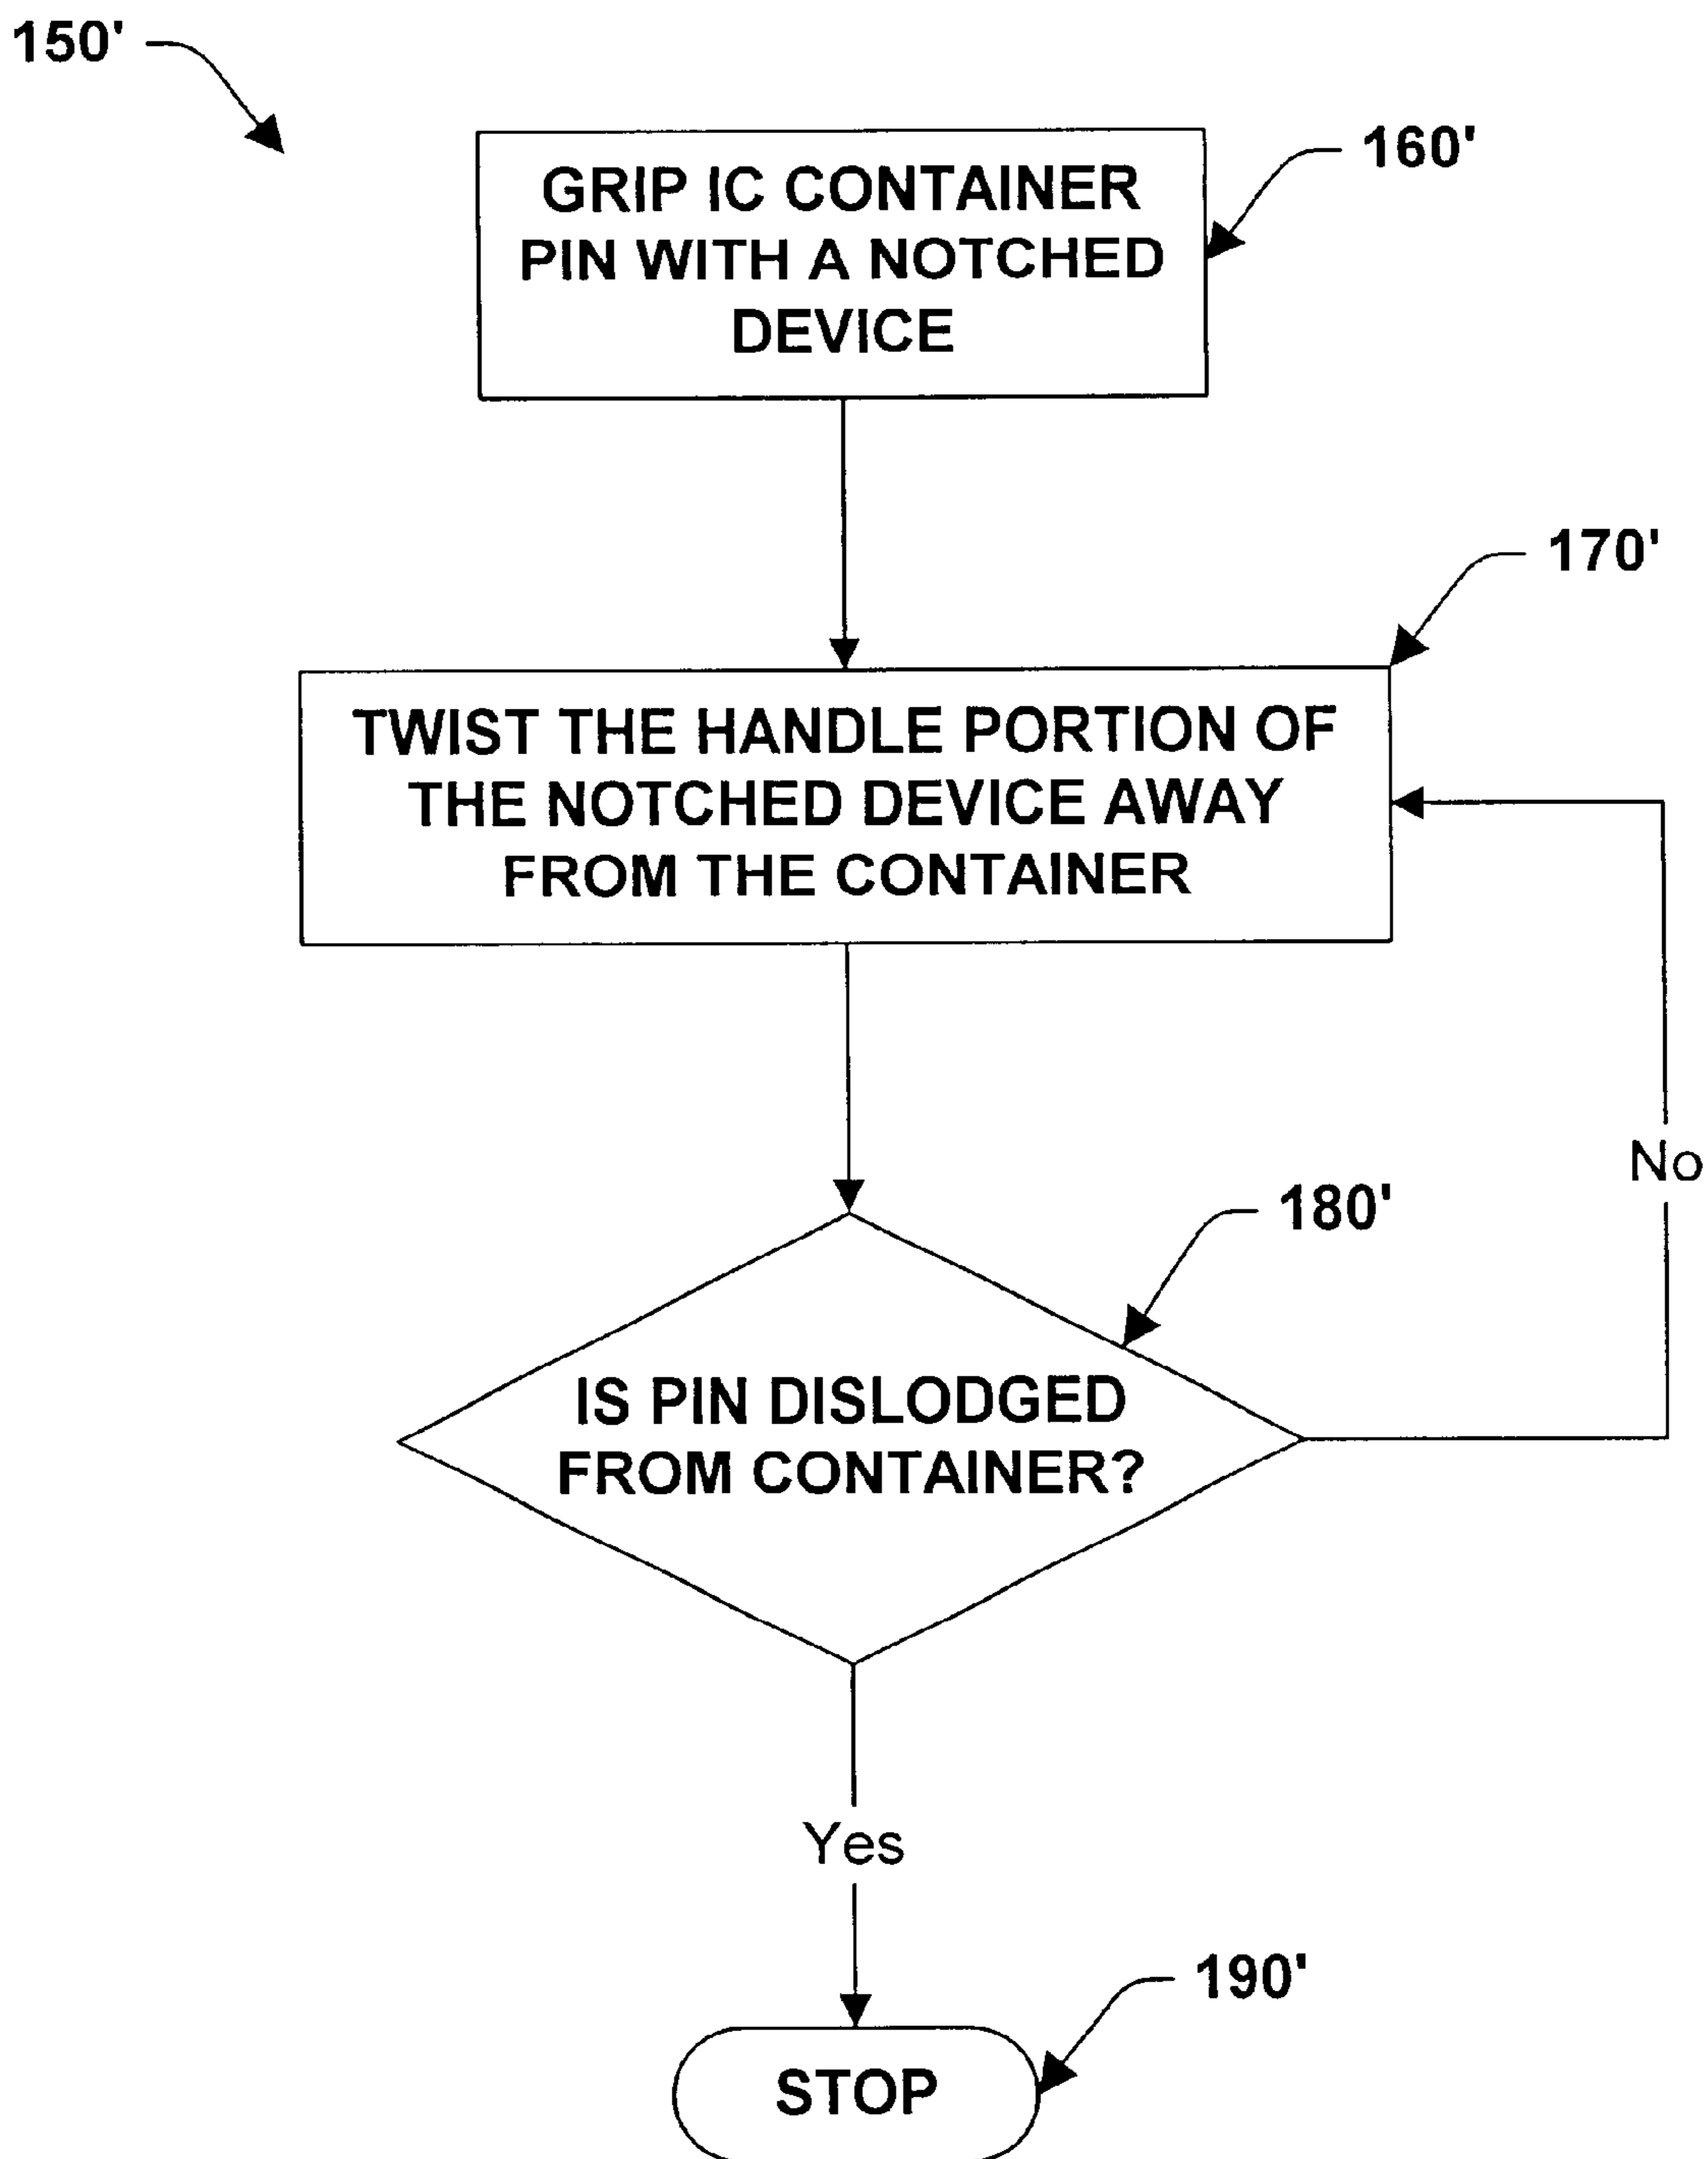 150'
GRIP IC CONTAINER
PIN WITH A NOTCHED
DEVICE
160'
170'
TWIST THE HANDLE PORTION OF
THE NOTCHED DEVICE AWAY
FROM THE CONTAINER
No
180'
IS PIN DISLODGED
FROM CONTAINER?
Yes
190'
STOP